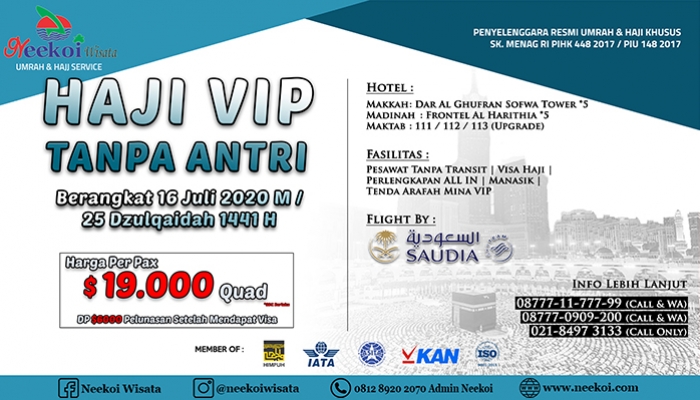 Neekoi Wisata
UMRAH & HAJJ SERVICE
PENYELENGGARA RESMI UMRAH & HAJI KHUSUS
SK. MENAG RI PIHK 448 2017 / PIU 148 2017
HAJI VIP
TANPA ANTRI
Berangkat 16 Juli 2020 M /
25 Dzulqaidah 1441 H
Harga Per Pax
$ 19.000 Quad
DP $6000 Pelunasan Setelah Mendapat Visa
HOTEL :
MAKKAH: DAR AL GHUFRAN SOFWA TOWER *5
MADINAH : FRONTEL AL HARITHIA *5
MAKTAB : 111 / 112 / 113 (UPGRADE)
FASILITAS :
PESAWAT TANPA TRANSIT | VISA HAJI |
PERLENGKAPAN ALL IN | MANASIK |
TENDA ARAFAH MINA VIP
FLIGHT BY :
السعودية
SAUDIA
INFO LEBIH LANJUT
08777-11-777-99 (CALL & WA)
08777-0909-200 (CALL & WA)
021-8497 3133 (CALL ONLY)
MEMBER OF :
HIMPUH
IATA
KAN
ISO
Neekoi Wisata
@neekoiwisata
0812 8920 2070 Admin Neekoi
www.neekoi.com